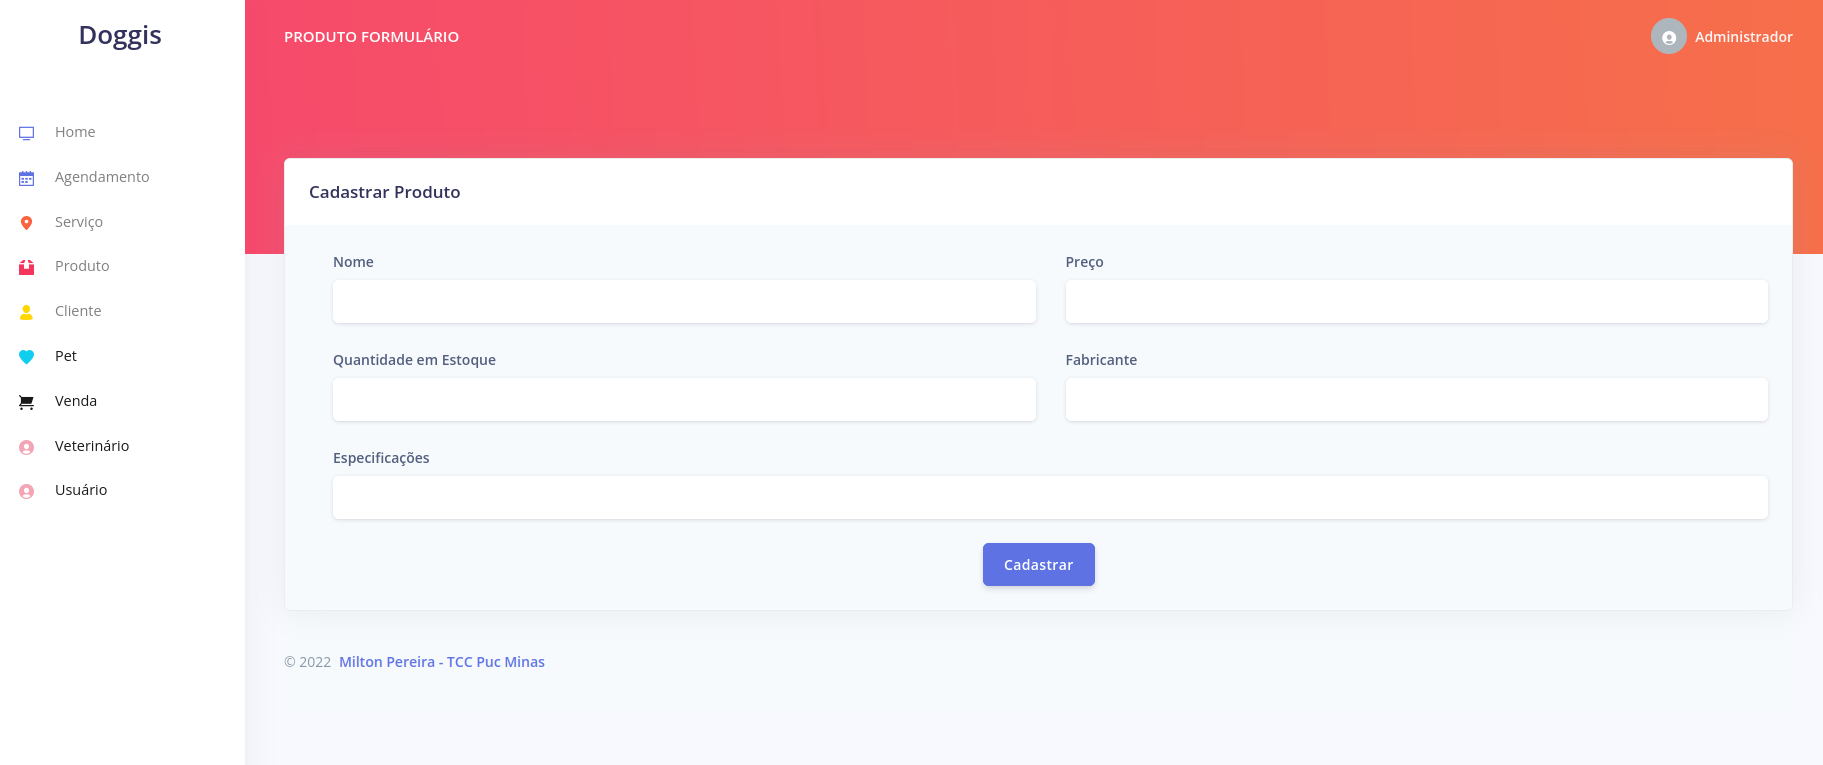 Doggis
PRODUTO FORMULÁRIO
Administrador
Home
Agendamento
Serviço
Produto
Cliente
Pet
Venda
Veterinário
Usuário
Cadastrar Produto
Nome
Preço
Quantidade em Estoque
Fabricante
Especificações
Cadastrar
© 2022 Milton Pereira - TCC Puc Minas